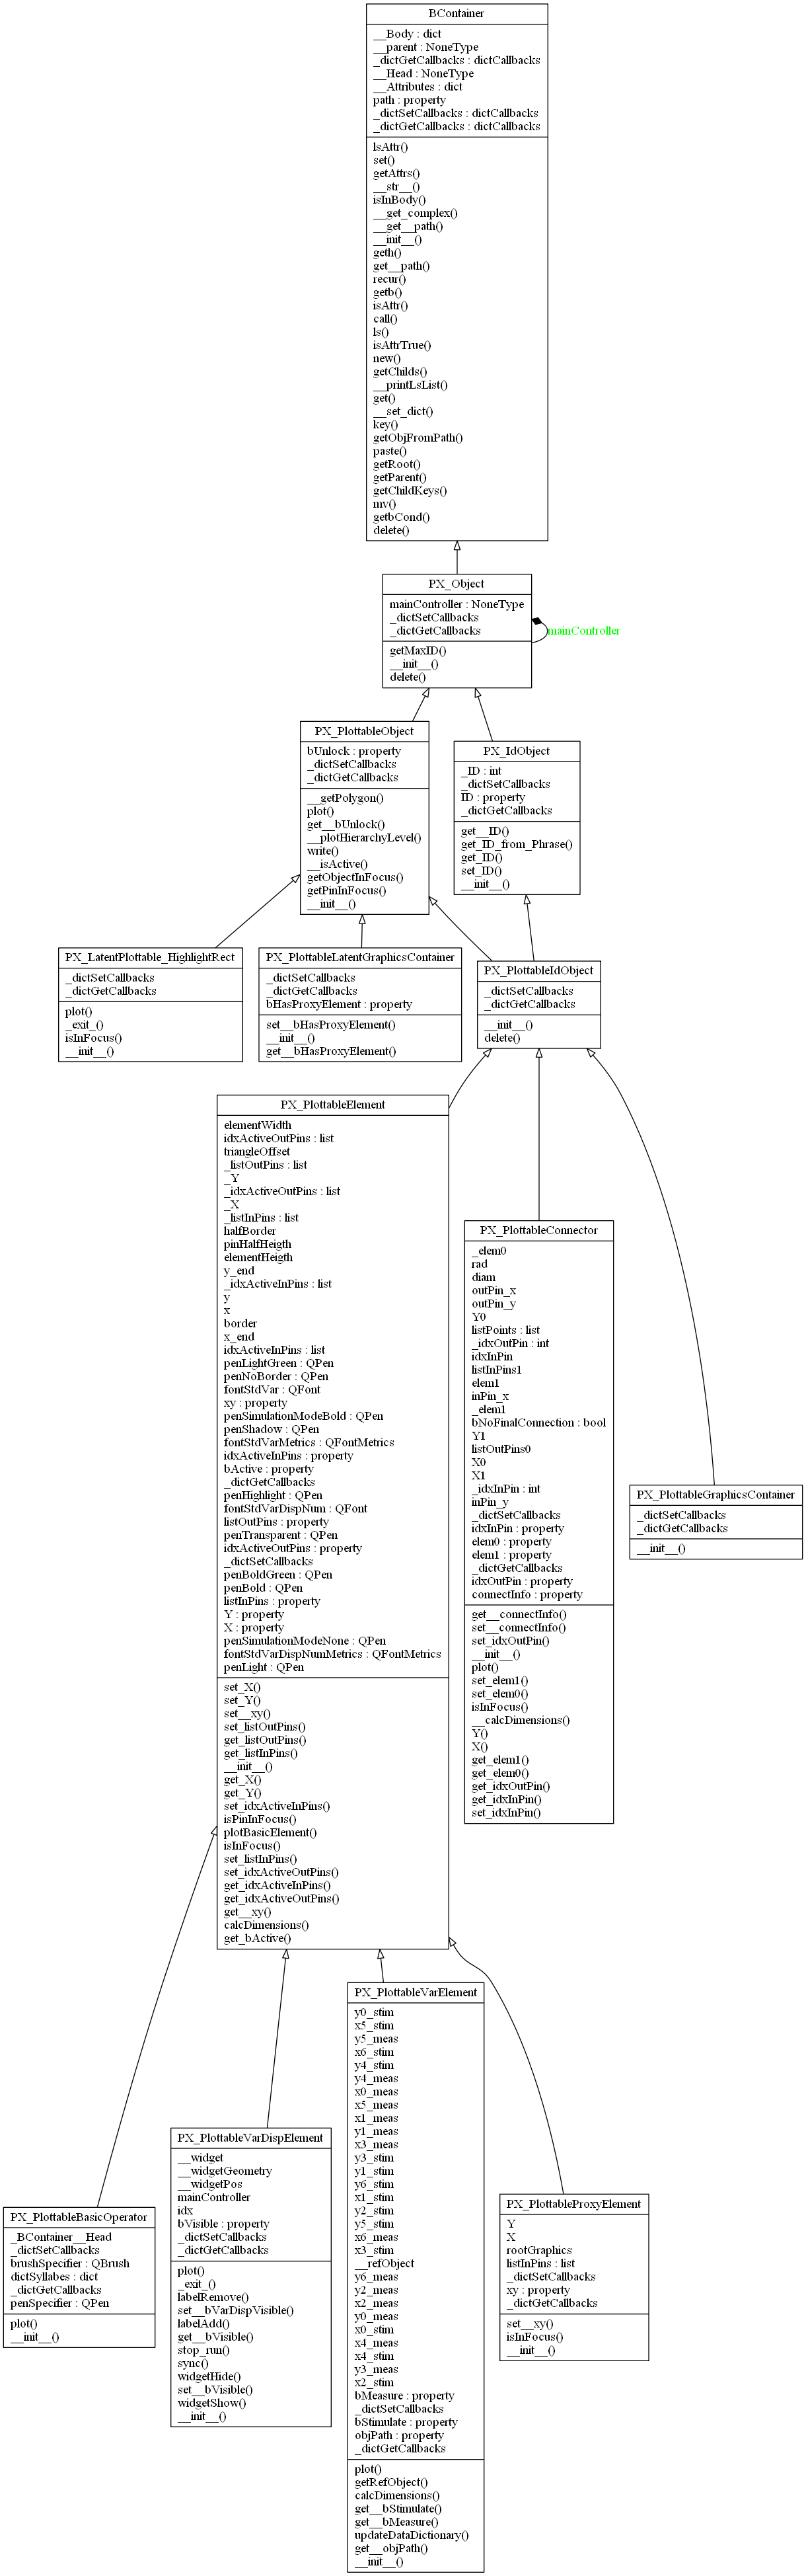 BContainer
__Body : dict
__parent : NoneType
_dictGetCallbacks : dictCallbacks
__Head : NoneType
__Attributes : dict
path : property
_dictSetCallbacks : dictCallbacks
_dictGetCallbacks : dictCallbacks
lsAttr()
set()
getAttrs()
__str__()
isInBody()
__get_complex()
__get__path()
__init__()
geth()
get__path()
recur()
getb()
isAttr()
call()
ls()
isAttrTrue()
new()
getChilds()
__printLsList()
get()
__set_dict()
key()
getObjFromPath()
paste()
getRoot()
getParent()
getChildKeys()
mv()
getbCond()
delete()
PX_Object
mainController : NoneType
_dictSetCallbacks
_dictGetCallbacks
getMaxID()
__init__()
delete()
mainController
PX_PlottableObject
bUnlock : property
_dictSetCallbacks
_dictGetCallbacks
__getPolygon()
plot()
get__bUnlock()
__plotHierarchyLevel()
write()
__isActive()
getObjectInFocus()
getPinInFocus()
__init__()
PX_IdObject
_ID : int
_dictSetCallbacks
ID : property
_dictGetCallbacks
get__ID()
get_ID_from_Phrase()
get_ID()
set_ID()
__init__()
PX_LatentPlottable_HighlightRect
_dictSetCallbacks
_dictGetCallbacks
plot()
_exit_()
isInFocus()
__init__()
PX_PlottableLatentGraphicsContainer
_dictSetCallbacks
_dictGetCallbacks
bHasProxyElement : property
set__bHasProxyElement()
__init__()
get__bHasProxyElement()
PX_PlottableIdObject
_dictSetCallbacks
_dictGetCallbacks
__init__()
delete()
PX_PlottableElement
elementWidth
idxActiveOutPins : list
triangleOffset
_listOutPins : list
_Y
_idxActiveOutPins : list
_X
_listInPins : list
halfBorder
pinHalfHeigth
elementHeigth
y_end
_idxActiveInPins : list
y
x
border
x_end
idxActiveInPins : list
penLightGreen : QPen
penNoBorder : QPen
fontStdVar : QFont
xy : property
penSimulationModeBold : QPen
penShadow : QPen
fontStdVarMetrics : QFontMetrics
idxActiveInPins : property
bActive : property
_dictGetCallbacks
penHighlight : QPen
fontStdVarDispNum : QFont
listOutPins : property
penTransparent : QPen
idxActiveOutPins : property
_dictSetCallbacks
penBoldGreen : QPen
penBold : QPen
listInPins : property
Y : property
X : property
penSimulationModeNone : QPen
fontStdVarDispNumMetrics : QFontMetrics
penLight : QPen
set_X()
set_Y()
set__xy()
set_listOutPins()
get_listOutPins()
get_listInPins()
__init__()
get_X()
get_Y()
set_idxActiveInPins()
isPinInFocus()
plotBasicElement()
isInFocus()
set_listInPins()
set_idxActiveOutPins()
get_idxActiveInPins()
get_idxActiveOutPins()
get__xy()
calcDimensions()
get_bActive()
PX_PlottableConnector
_elem0
rad
diam
outPin_x
outPin_y
Y0
listPoints : list
_idxOutPin : int
idxInPin
listInPins1
elem1
inPin_x
_elem1
bNoFinalConnection : bool
Y1
listOutPins0
X0
X1
_idxInPin : int
inPin_y
_dictSetCallbacks
idxInPin : property
elem0 : property
elem1 : property
_dictGetCallbacks
idxOutPin : property
connectInfo : property
get__connectInfo()
set__connectInfo()
set_idxOutPin()
__init__()
plot()
set_elem1()
set_elem0()
isInFocus()
__calcDimensions()
Y()
X()
get_elem1()
get_elem0()
get_idxOutPin()
get_idxInPin()
set_idxInPin()
PX_PlottableGraphicsContainer
_dictSetCallbacks
_dictGetCallbacks
__init__()
PX_PlottableBasicOperator
_BContainer__Head
_dictSetCallbacks
brushSpecifier : QBrush
dictSyllabes : dict
_dictGetCallbacks
penSpecifier : QPen
plot()
__init__()
PX_PlottableVarDispElement
__widget
__widgetGeometry
__widgetPos
mainController
idx
bVisible : property
_dictSetCallbacks
_dictGetCallbacks
plot()
_exit_()
labelRemove()
set__bVarDispVisible()
labelAdd()
get__bVisible()
stop_run()
sync()
widgetHide()
set__bVisible()
widgetShow()
__init__()
PX_PlottableVarElement
y0_stim
x5_stim
y5_meas
x6_stim
y4_stim
y4_meas
x0_meas
x5_meas
x1_meas
y1_meas
x3_meas
y3_stim
y1_stim
y6_stim
x1_stim
y2_stim
y5_stim
x6_meas
x3_stim
__refObject
y6_meas
y2_meas
x2_meas
y0_meas
x0_stim
x4_meas
x4_stim
y3_meas
x2_stim
bMeasure : property
_dictSetCallbacks
bStimulate : property
objPath : property
_dictGetCallbacks
plot()
getRefObject()
calcDimensions()
get__bStimulate()
get__bMeasure()
updateDataDictionary()
get__objPath()
__init__()
PX_PlottableProxyElement
Y
X
rootGraphics
listInPins : list
_dictSetCallbacks
xy : property
_dictGetCallbacks
set__xy()
isInFocus()
__init__()